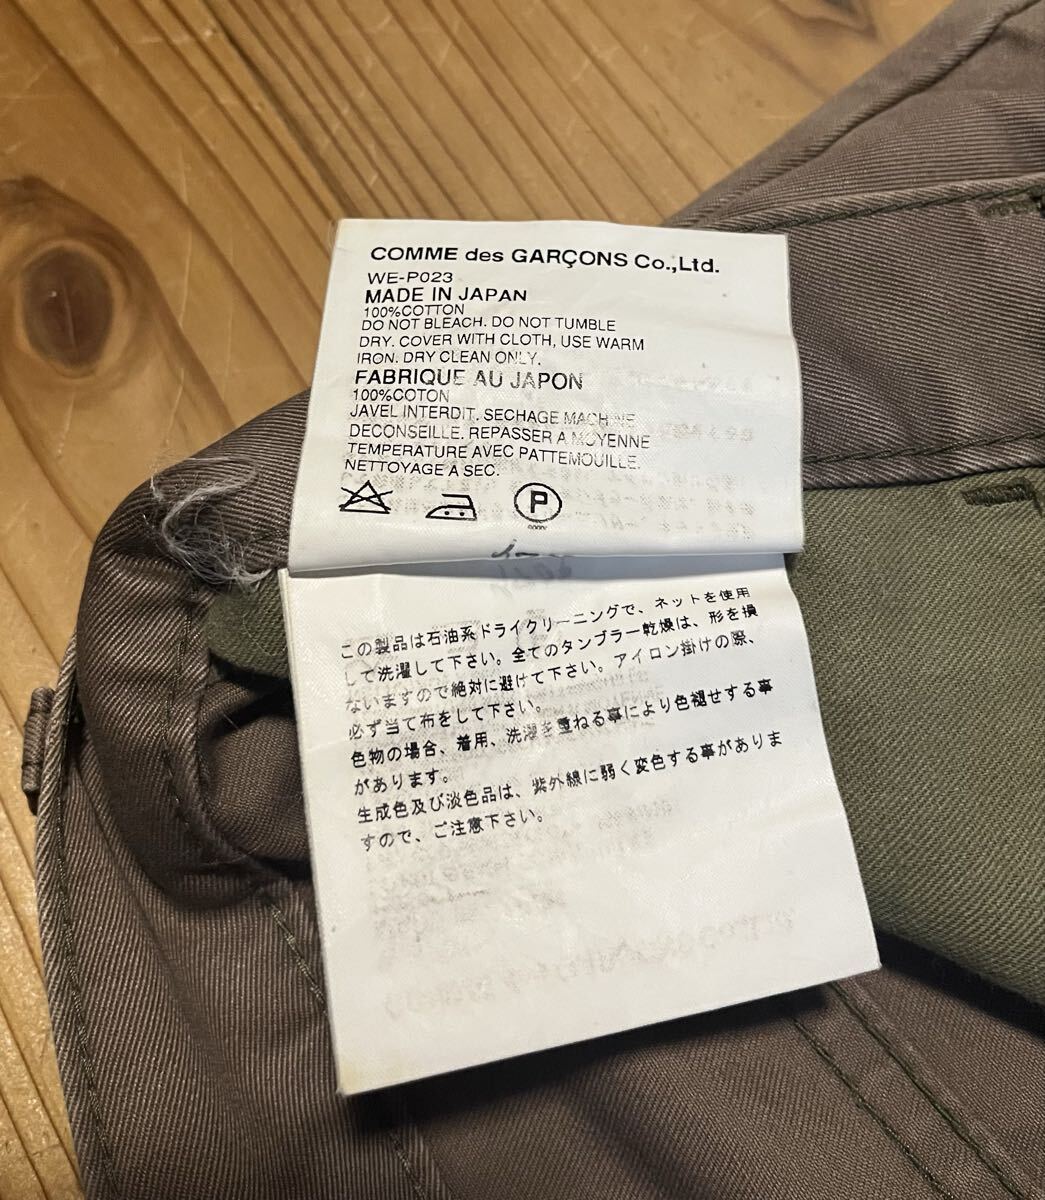 COMME des GARÇONS Co.,Ltd.
WE-P023
MADE IN JAPAN
100%COTTON
DO NOT BLEACH. DO NOT TUMBLE
DRY. COVER WITH CLOTH, USE WARM
IRON. DRY CLEAN ONLY.
FABRIQUE AU JAPON
100%COTON
JAVEL INTERDIT. SECHAGE MACHINE
DECONSEILLE. REPASSER A MOYENNE
TEMPERATURE AVEC PATTEMOUILLE.
NETTOYAGE A SEC.
P
この製品は石油系ドライクリーニングで、ネットを使用
して洗濯して下さい。全てのタンブラー乾燥は、形を損
ないますので絶対に避けて下さい。アイロン掛けの際、
必ず当て布をして下さい。
色物の場合、着用、洗濯を重ねる事により色褪せする事
があります。
生成色及び淡色品は、紫外線に弱く変色する事がありま
すので、ご注意下さい。